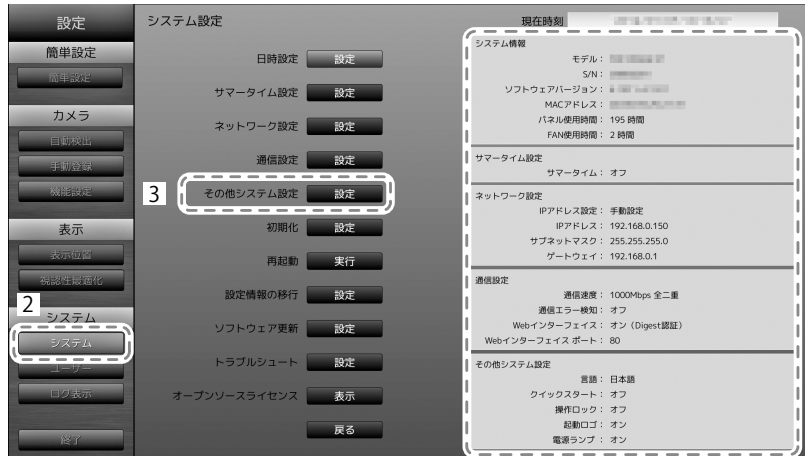 設定
簡単設定
簡単設定
カメラ
自動検出
手動登録
機能設定
表示
表示位置
視認性最適化
2
システム
システム
ユーザー
ログ表示
終了
システム設定
日時設定 設定
サマータイム設定 設定
ネットワーク設定 設定
通信設定 設定
3 その他システム設定 設定
初期化 設定
再起動 実行
設定情報の移行 設定
ソフトウェア更新 設定
トラブルシュート 設定
オープンソースライセンス 表示
戻る
現在時刻
システム情報
モデル：
S/N：
ソフトウェアバージョン：
MACアドレス：
パネル使用時間： 195 時間
FAN使用時間： 2 時間
サマータイム設定
サマータイム： オフ
ネットワーク設定
IPアドレス設定： 手動設定
IPアドレス： 192.168.0.150
サブネットマスク： 255.255.255.0
ゲートウェイ： 192.168.0.1
通信設定
通信速度： 1000Mbps 全二重
通信エラー検知： オフ
Webインターフェイス： オン（Digest認証）
Webインターフェイス ポート： 80
その他システム設定
言語： 日本語
クイックスタート： オフ
操作ロック： オフ
起動ロゴ： オン
電源ランプ ： オン